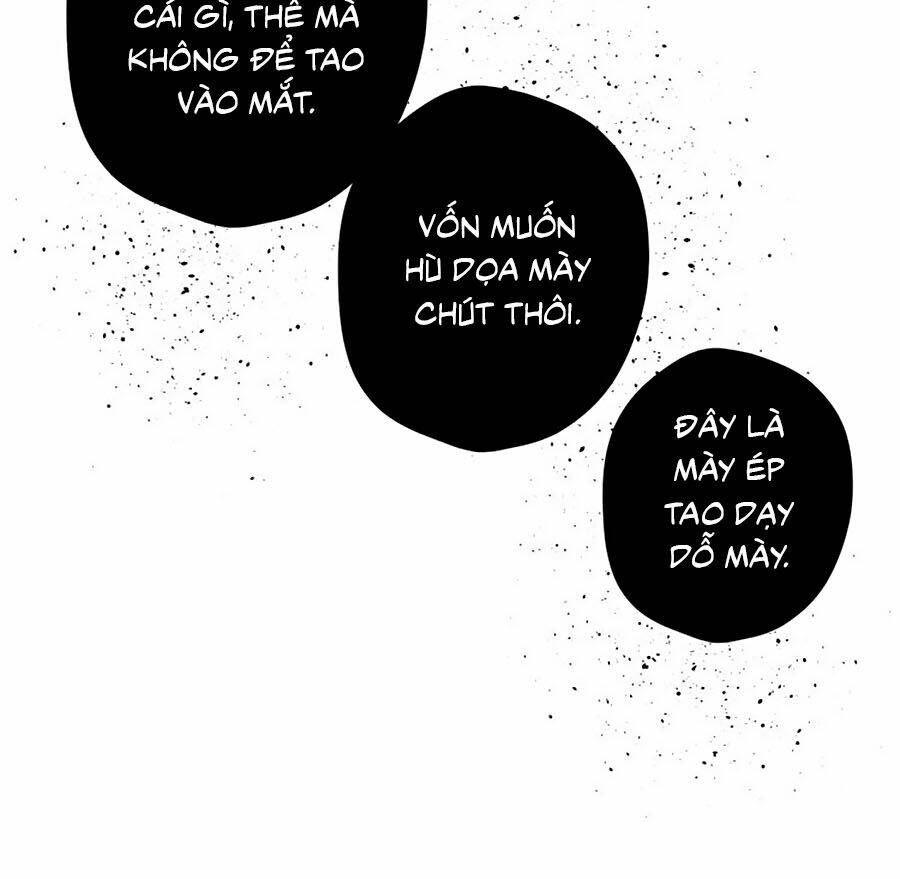 CÁI GÌ, THẾ MÀ
KHÔNG ĐỂ TAO
VÀO MẮT.
VỐN MUỐN
HÙ DỌA MÀY
CHÚT THÔI.
ĐÂY LÀ
MÀY ÉP
TAO DẠY
DỖ MÀY.